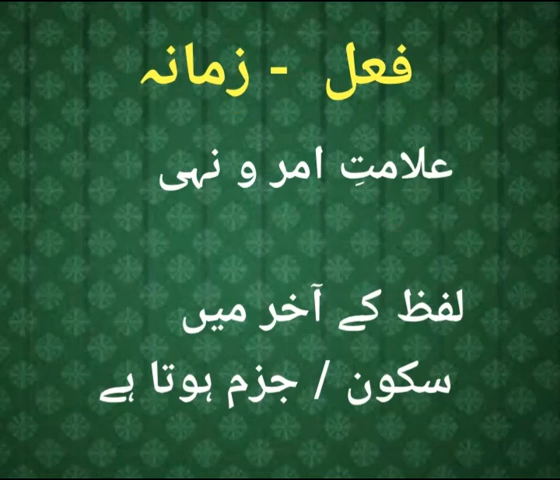 فعل - زمانہ
علامتِ امر و نہی
لفظ کے آخر میں
سکون / جزم ہوتا ہے